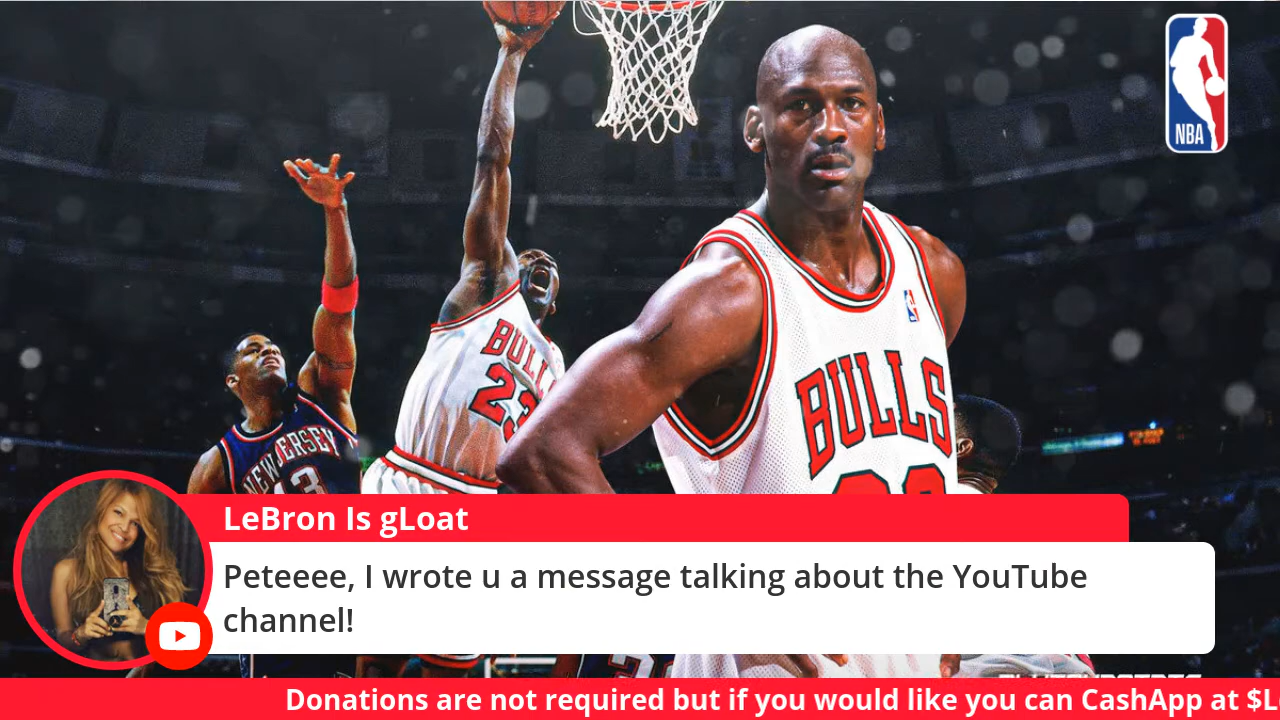 NBA
BULLS
23
NEW JERSEY
13
BULLS
LeBron Is gLoat
Peteeee, I wrote u a message talking about the YouTube
channel!
Donations are not required but if you would like you can CashApp at $L